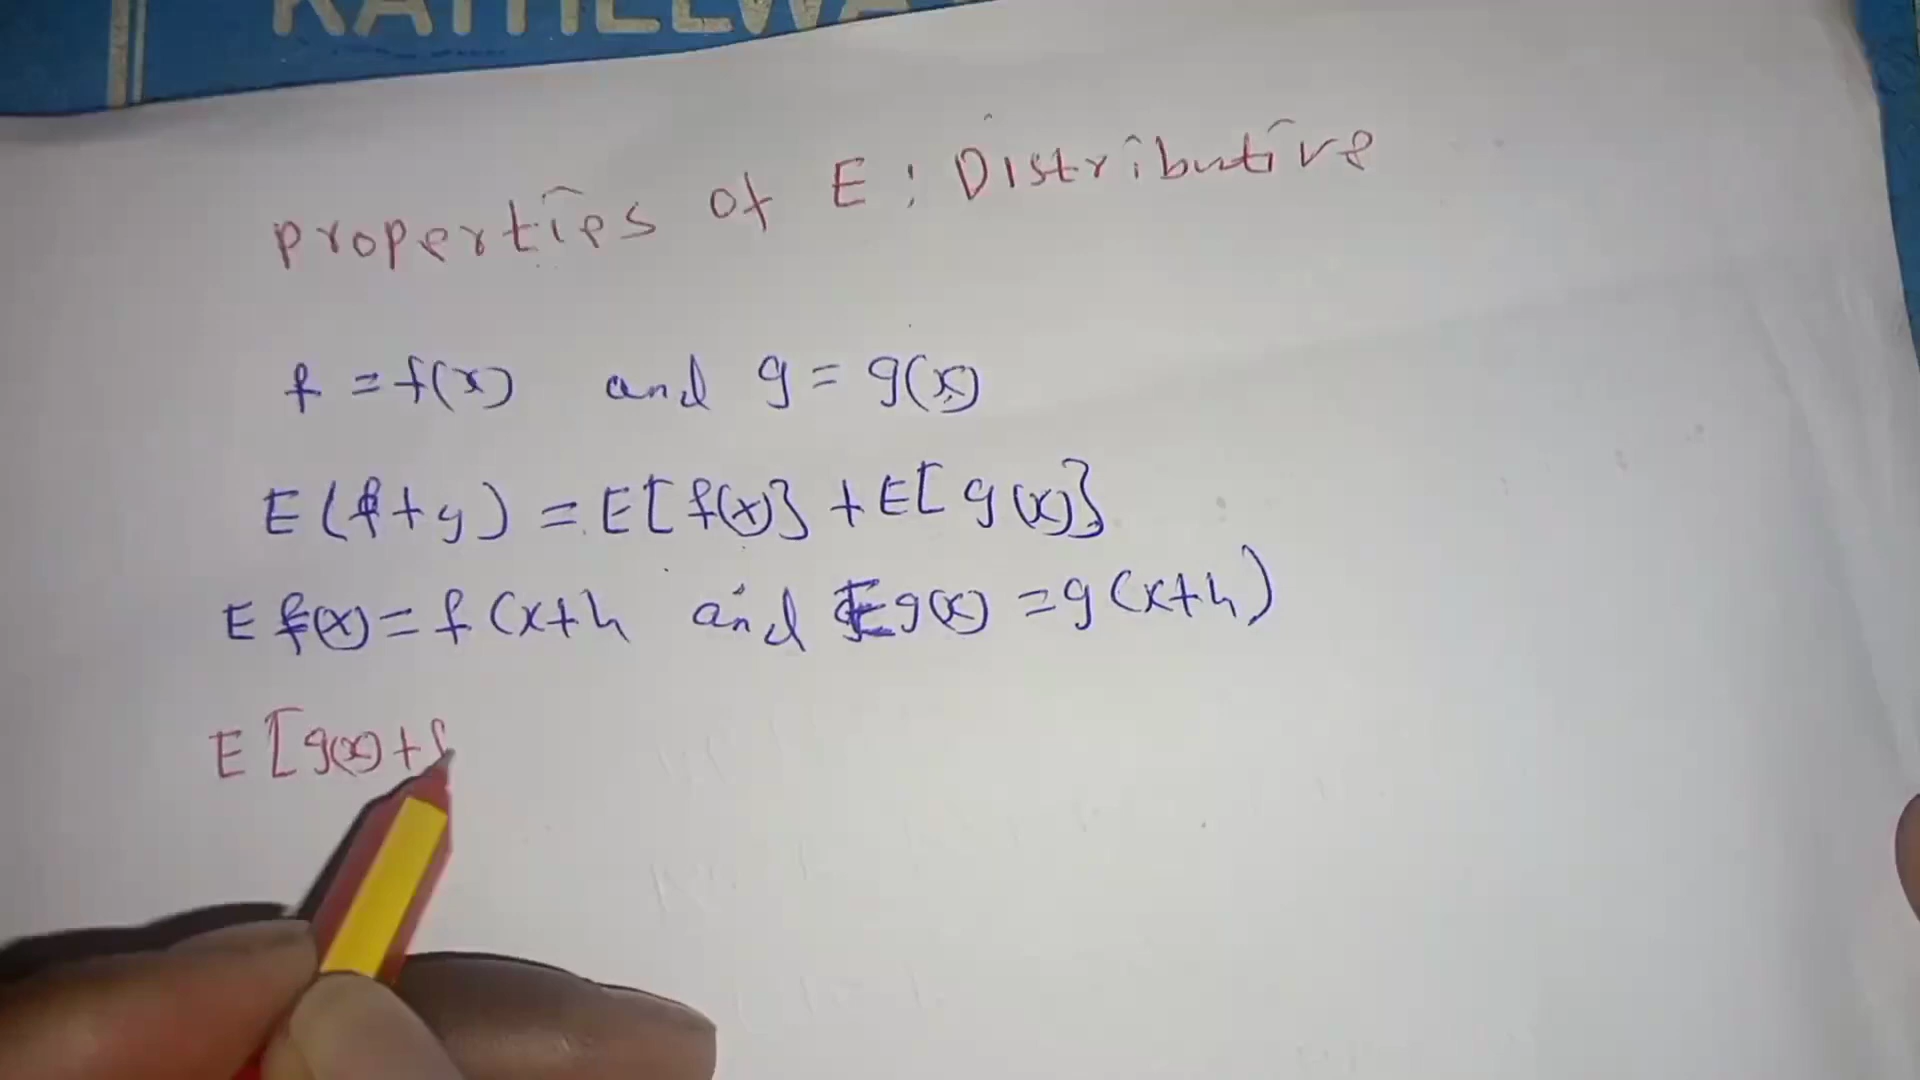 Properties of E : Distributive
f = f(x) and g = g(x)
E(f+g) = E[f(x)} + E[g(x)}
E f(x) = f(x+h and E g(x) = g(x+h)
E [g(x) + f